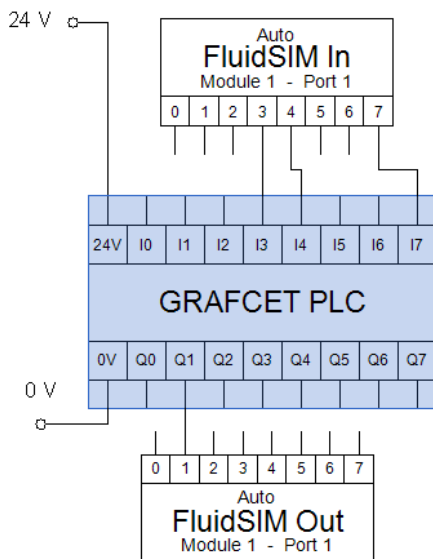 24 V
Auto
FluidSIM In
Module 1 - Port 1
0 1 2 3 4 5 6 7
24V I0 I1 I2 I3 I4 I5 I6 I7
GRAFCET PLC
0V Q0 Q1 Q2 Q3 Q4 Q5 Q6 Q7
0 V
0 1 2 3 4 5 6 7
Auto
FluidSIM Out
Module 1 - Port 1